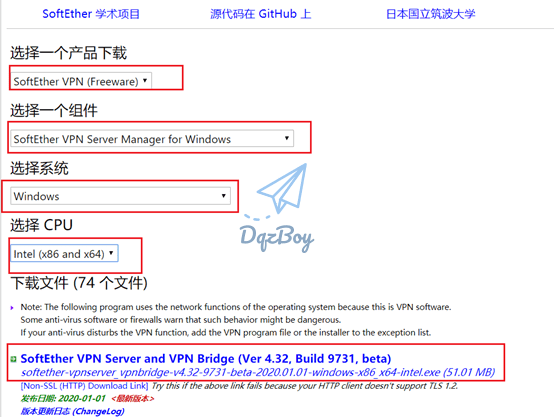 SoftEther 学术项目 源代码在 GitHub 上 日本国立筑波大学
选择一个产品下载
SoftEther VPN (Freeware)
选择一个组件
SoftEther VPN Server Manager for Windows
选择系统
Windows
选择 CPU
Intel (x86 and x64)
DqzBoy
下载文件 (74 个文件)
Note: The following program uses the network functions of the operating system because this is VPN software.
Some anti-virus software or firewalls warn that such behavior might be dangerous.
If your anti-virus disturbs the VPN function, add the VPN program file or the installer to the exception list.
SoftEther VPN Server and VPN Bridge (Ver 4.32, Build 9731, beta)
softether-vpnserver_vpnbridge-v4.32-9731-beta-2020.01.01-windows-x86_x64-intel.exe (51.01 MB)
[Non-SSL (HTTP) Download Link] Try this if the above link fails because your HTTP client doesn't support TLS 1.2.
发布日期: 2020-01-01 <最新版本>
版本更新日志 (ChangeLog)